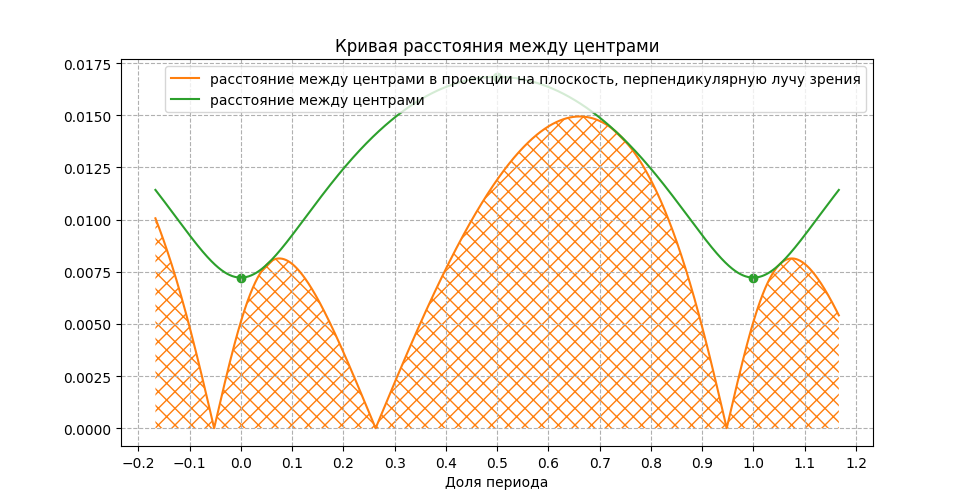 Кривая расстояния между центрами
расстояние между центрами в проекции на плоскость, перпендикулярную лучу зрения
расстояние между центрами
0.0175
0.0150
0.0125
0.0100
0.0075
0.0050
0.0025
0.0000
−0.2 −0.1 0.0 0.1 0.2 0.3 0.4 0.5 0.6 0.7 0.8 0.9 1.0 1.1 1.2
Доля периода